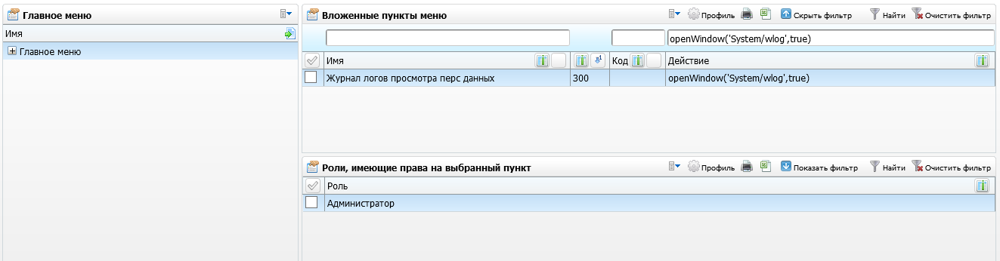 Главное меню
Имя
Главное меню
Вложенные пункты меню Профиль Скрыть фильтр Найти Очистить фильтр
openWindow('System/wlog',true)
Имя Код Действие
Журнал логов просмотра перс данных 300 openWindow('System/wlog',true)
Роли, имеющие права на выбранный пункт Профиль Показать фильтр Найти Очистить фильтр
Роль
Администратор